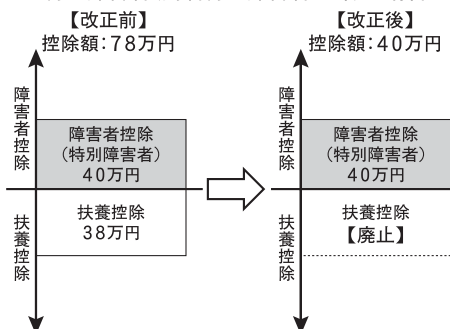 【改正前】
控除額：78万円
障害者控除
障害者控除
（特別障害者）
40万円
扶養控除
扶養控除
38万円
【改正後】
控除額：40万円
障害者控除
障害者控除
（特別障害者）
40万円
扶養控除
扶養控除
【廃止】